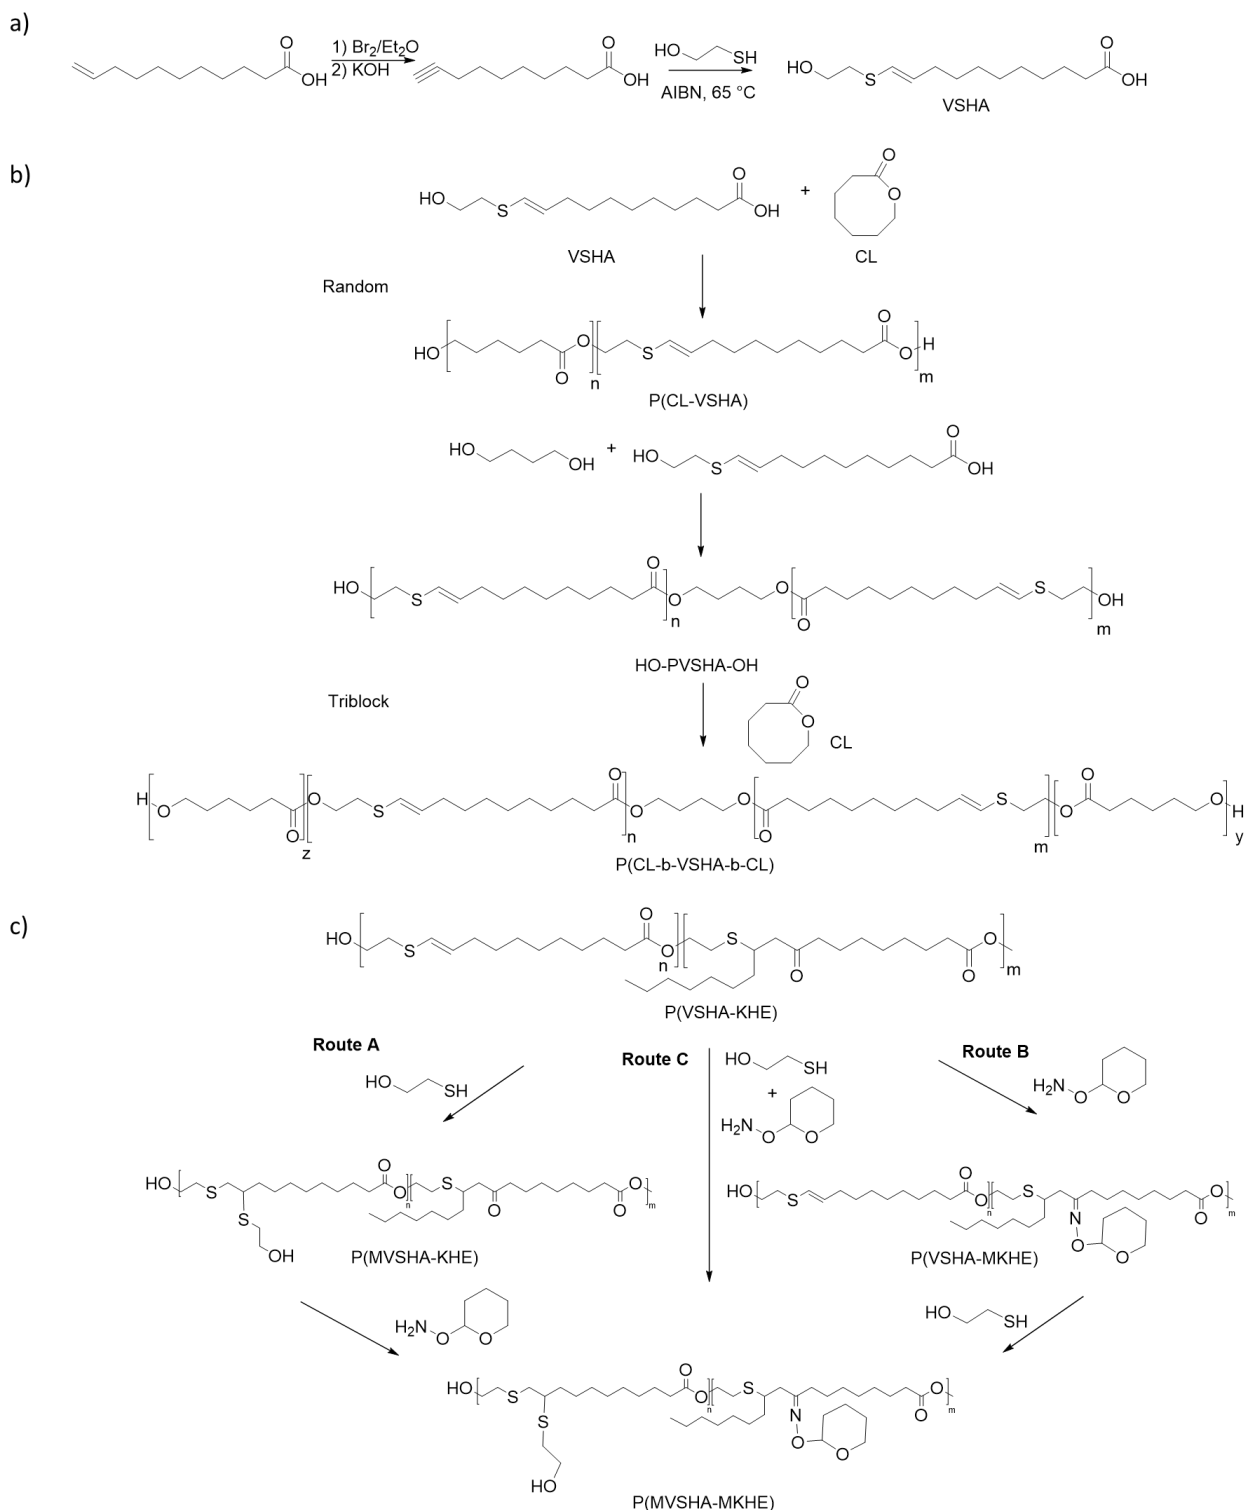 a)
1) Br₂/Et₂O
2) KOH
O
OH
O
OH
HO
SH
AIBN, 65 °C
HO
S
O
OH
VSHA
b)
HO
S
O
OH
VSHA
+
O
O
CL
Random
HO
O
O
n
S
O
O
H
m
P(CL-VSHA)
HO
OH
+
HO
S
O
OH
HO
S
O
n
O
O
O
S
OH
m
HO-PVSHA-OH
Triblock
O
O
CL
H
O
O
z
O
S
O
n
O
O
O
S
m
O
O
O
H
y
P(CL-b-VSHA-b-CL)
c)
HO
S
O
O
n
S
O
O
O
m
P(VSHA-KHE)
Route A
HO
SH
Route C
HO
SH
+
H₂N
O
O
Route B
H₂N
O
O
HO
S
S
OH
O
O
n
S
O
O
O
m
P(MVSHA-KHE)
HO
S
O
O
n
S
N
O
O
O
O
m
P(VSHA-MKHE)
H₂N
O
O
HO
SH
HO
S
S
HO
O
O
n
S
N
O
O
O
O
m
P(MVSHA-MKHE)